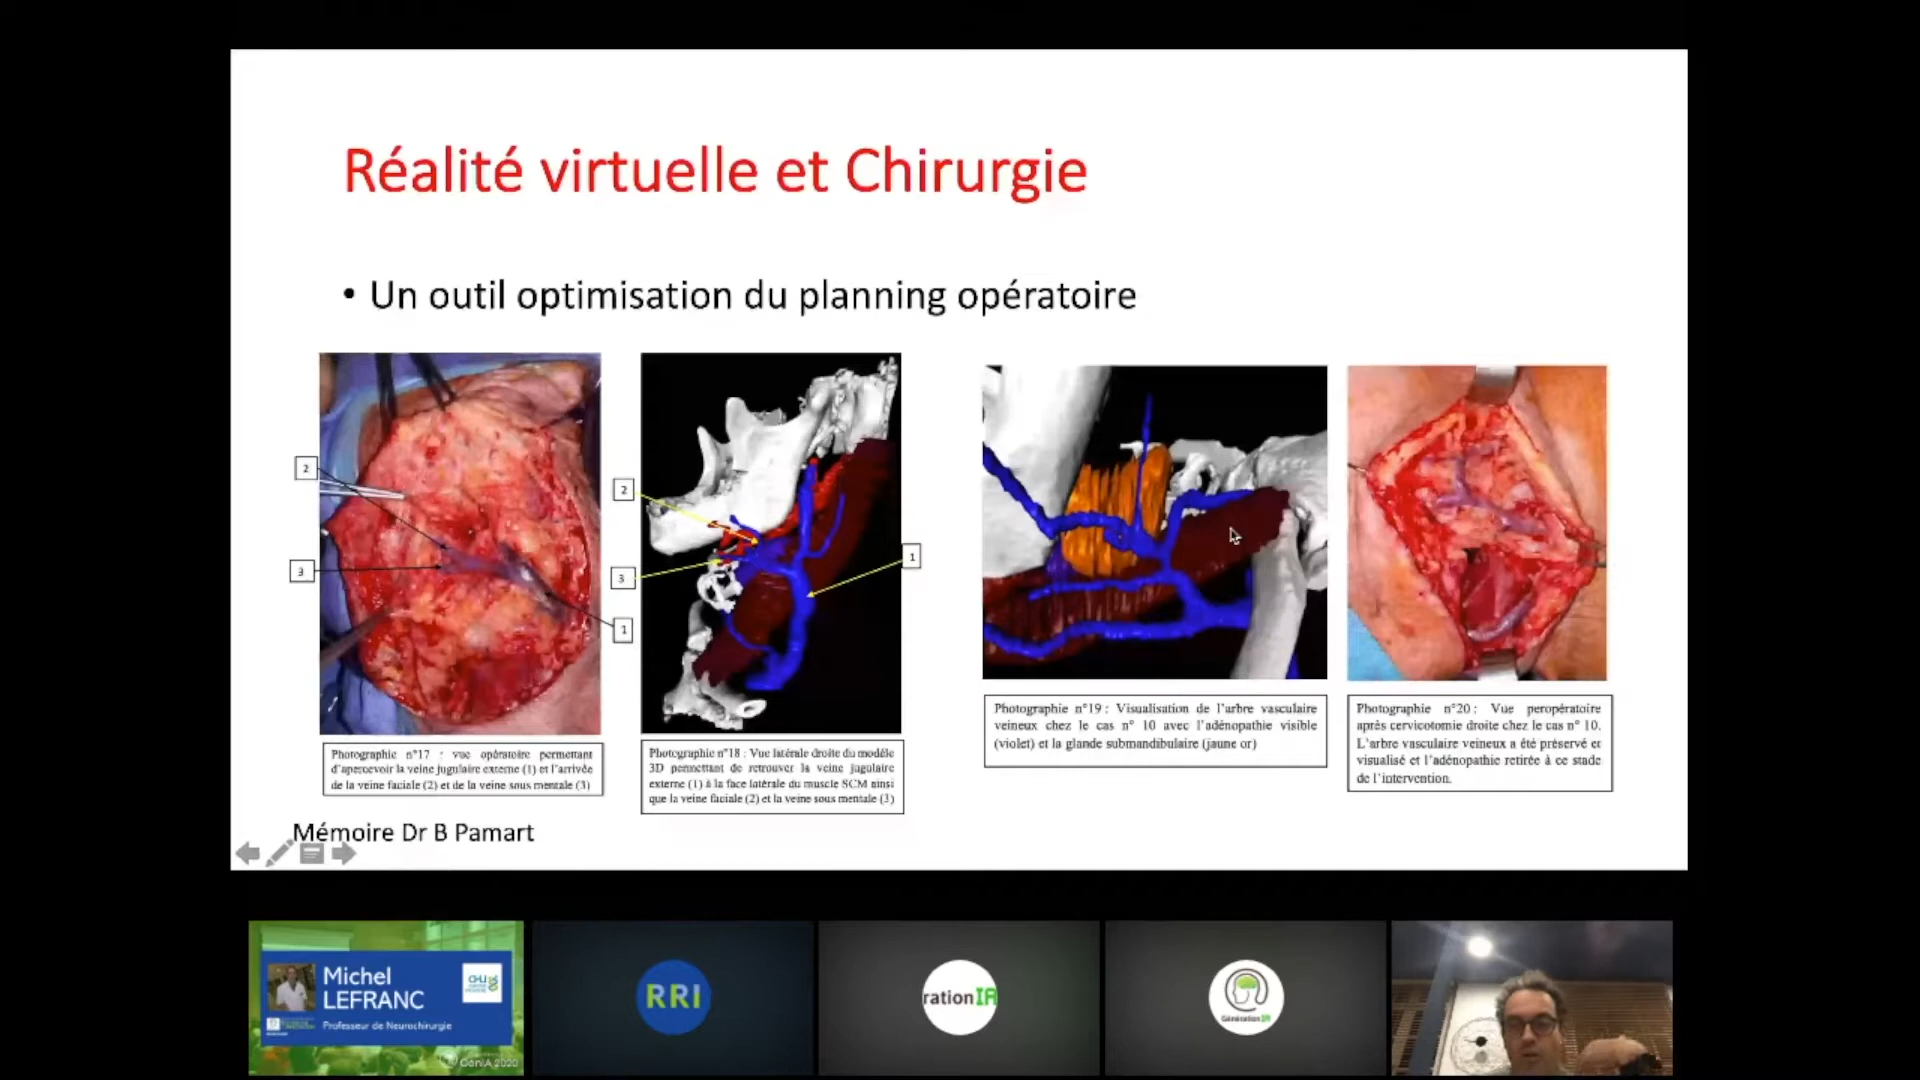 Réalité virtuelle et Chirurgie
• Un outil optimisation du planning opératoire
2
3
1
2
3
1
Photographie n°17 : vue opératoire permettant
d'apercevoir la veine jugulaire externe (1) et l'arrivée
de la veine faciale (2) et de la veine sous mentale (3)
Photographie n°18 : Vue latérale droite du modèle
3D permettant de retrouver la veine jugulaire
externe (1) à la face latérale du muscle SCM ainsi
que la veine faciale (2) et la veine sous mentale (3)
Photographie n°19 : Visualisation de l'arbre vasculaire
veineux chez le cas n° 10 avec l'adénopathie visible
(violet) et la glande submandibulaire (jaune or)
Photographie n°20 : Vue peropératoire
après cervicotomie droite chez le cas n° 10.
L'arbre vasculaire veineux a été préservé et
visualisé et l'adénopathie retirée à ce stade
de l'intervention.
Mémoire Dr B Pamart
Michel
LEFRANC
CHU
Professeur de Neurochirurgie
GenIA 2020
RRI
rationIA
GénérationIA